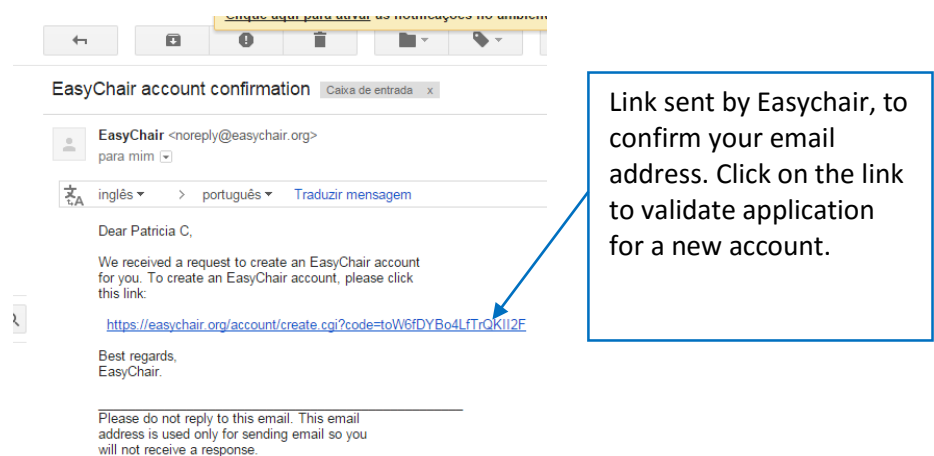 Clique aqui para ativar as notificações no ambien
EasyChair account confirmation Caixa de entrada x
EasyChair <noreply@easychair.org>
para mim
inglês > português Traduzir mensagem
Dear Patricia C,
We received a request to create an EasyChair account
for you. To create an EasyChair account, please click
this link:
https://easychair.org/account/create.cgi?code=toW6fDYBo4LfTrQKII2F
Best regards,
EasyChair.
Please do not reply to this email. This email
address is used only for sending email so you
will not receive a response.
Link sent by Easychair, to
confirm your email
address. Click on the link
to validate application
for a new account.